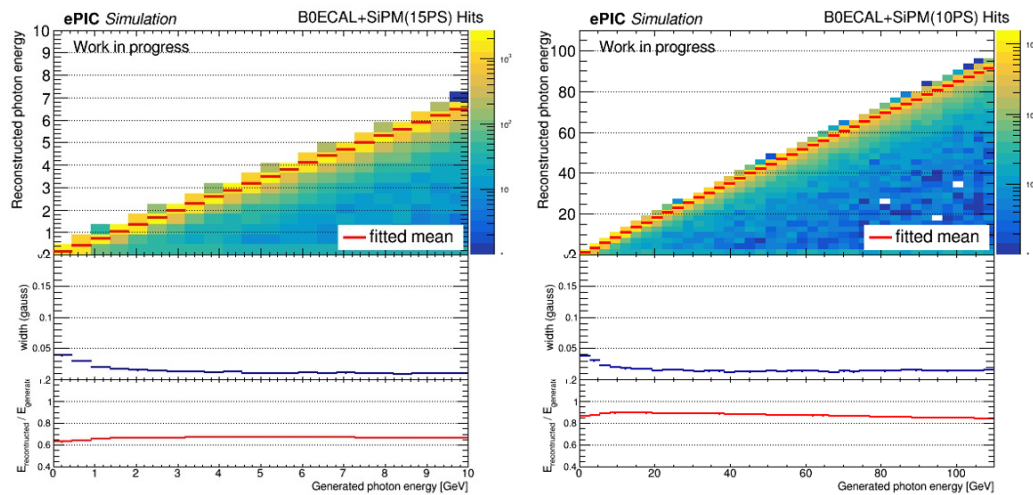 ePIC Simulation B0ECAL+SiPM(15PS) Hits
Work in progress
Reconstructed photon energy
10
9
8
7
6
5
4
3
2
1
10³
10²
10
fitted mean
width (gauss)
0.15
0.1
0.05
E reconstructed / E generate
1
0.8
0.6
0.4
0 1 2 3 4 5 6 7 8 9 10
Generated photon energy [GeV]
ePIC Simulation B0ECAL+SiPM(10PS) Hits
Work in progress
Reconstructed photon energy
100
80
60
40
20
fitted mean
width (gauss)
0.15
0.1
0.05
E reconstructed / E generate
1
0.8
0.6
0.4
0 20 40 60 80 100
Generated photon energy [GeV]